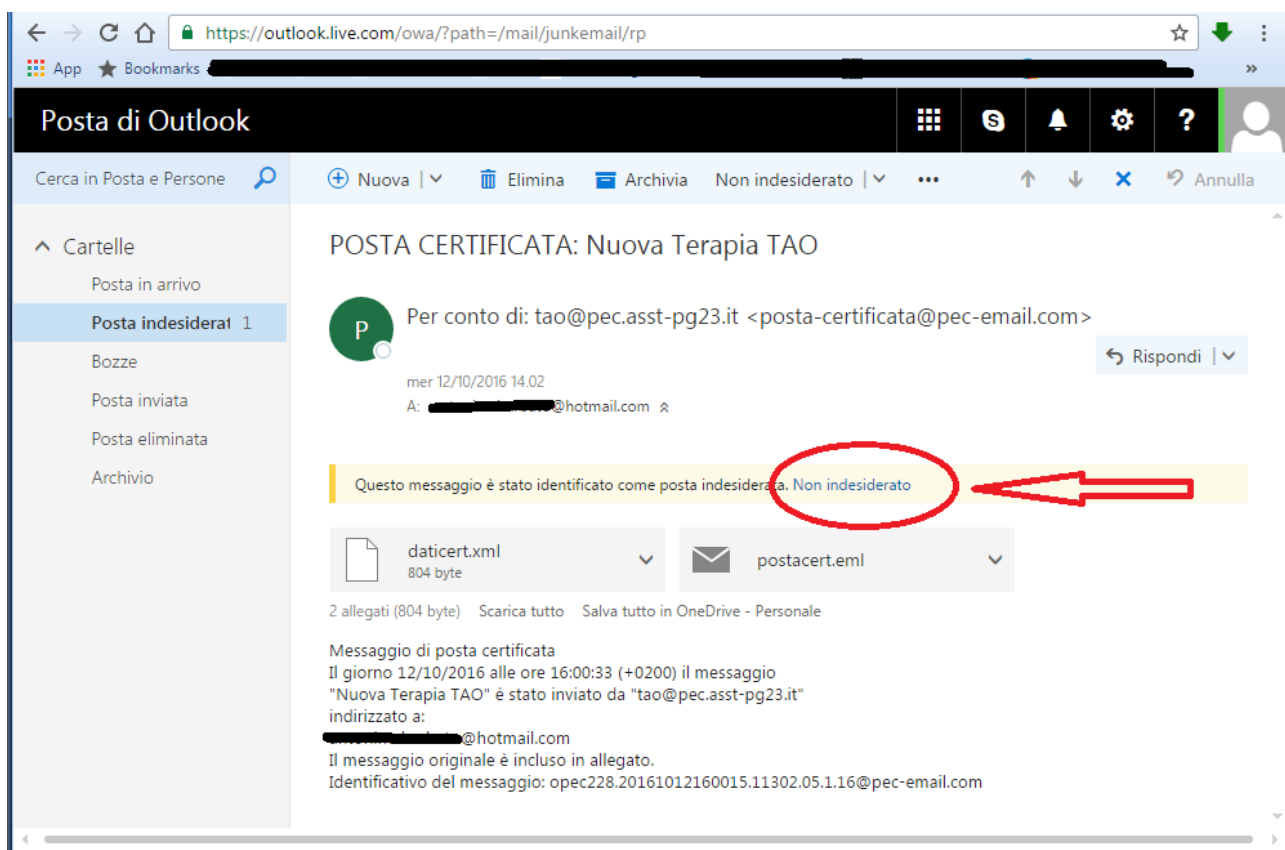 https://outlook.live.com/owa/?path=/mail/junkemail/rp
App Bookmarks »
Posta di Outlook
?
Cerca in Posta e Persone
Nuova | Elimina Archivia Non indesiderato | ••• Annulla
Cartelle
Posta in arrivo
Posta indesiderat 1
Bozze
Posta inviata
Posta eliminata
Archivio
POSTA CERTIFICATA: Nuova Terapia TAO
P
Per conto di: tao@pec.asst-pg23.it <posta-certificata@pec-email.com>
Rispondi |
mer 12/10/2016 14.02
A: @hotmail.com
Questo messaggio è stato identificato come posta indesiderata. Non indesiderato
daticert.xml
804 byte
postacert.eml
2 allegati (804 byte) Scarica tutto Salva tutto in OneDrive - Personale
Messaggio di posta certificata
Il giorno 12/10/2016 alle ore 16:00:33 (+0200) il messaggio
"Nuova Terapia TAO" è stato inviato da "tao@pec.asst-pg23.it"
indirizzato a:
@hotmail.com
Il messaggio originale è incluso in allegato.
Identificativo del messaggio: opec228.20161012160015.11302.05.1.16@pec-email.com